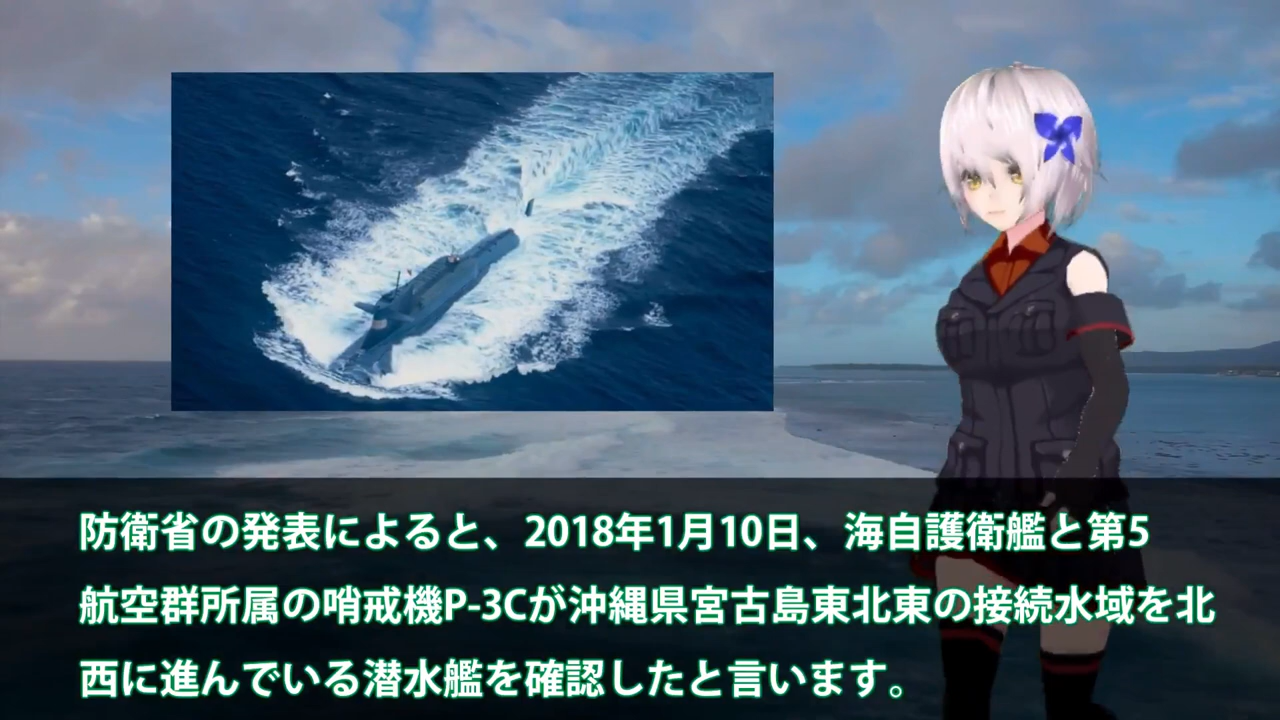 防衛省の発表によると、2018年1月10日、海自護衛艦と第5
航空群所属の哨戒機P-3Cが沖縄県宮古島東北東の接続水域を北
西に進んでいる潜水艦を確認したと言います。